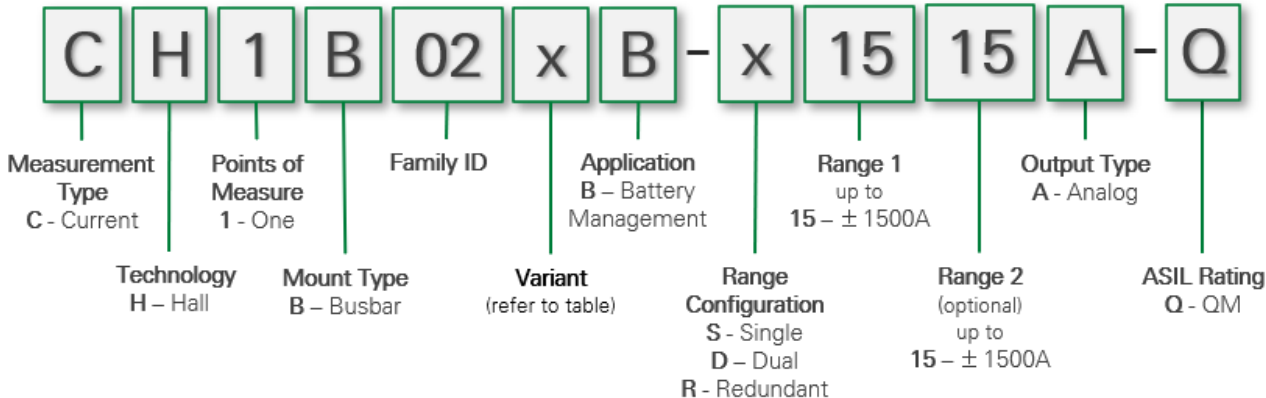 C H 1 B 02 x B - x 15 15 A - Q
Measurement
Type
C - Current
Points of
Measure
1 - One
Family ID
Application
B – Battery
Management
Range 1
up to
15 – ± 1500A
Output Type
A - Analog
Technology
H – Hall
Mount Type
B – Busbar
Variant
(refer to table)
Range
Configuration
S - Single
D – Dual
R - Redundant
Range 2
(optional)
up to
15 – ± 1500A
ASIL Rating
Q - QM